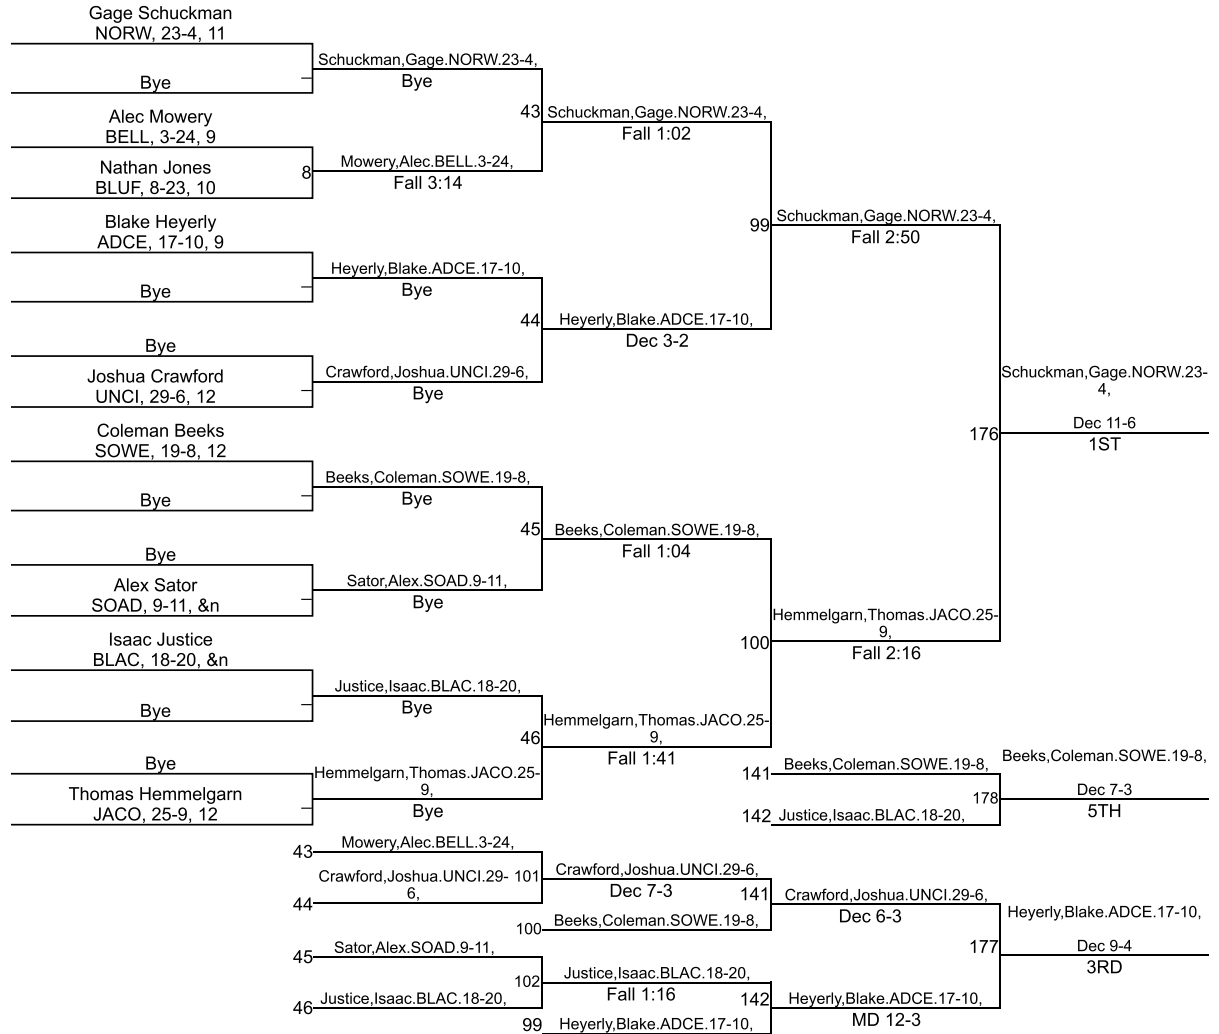 Gage Schuckman
NORW, 23-4, 11
Bye
Schuckman,Gage.NORW.23-4,
Bye
Alec Mowery
BELL, 3-24, 9
Nathan Jones
BLUF, 8-23, 10
8
Mowery,Alec.BELL.3-24,
Fall 3:14
43
Schuckman,Gage.NORW.23-4,
Fall 1:02
Blake Heyerly
ADCE, 17-10, 9
Bye
Heyerly,Blake.ADCE.17-10,
Bye
Bye
Joshua Crawford
UNCI, 29-6, 12
Crawford,Joshua.UNCI.29-6,
Bye
44
Heyerly,Blake.ADCE.17-10,
Dec 3-2
99
Schuckman,Gage.NORW.23-4,
Fall 2:50
Coleman Beeks
SOWE, 19-8, 12
Bye
Beeks,Coleman.SOWE.19-8,
Bye
Bye
Alex Sator
SOAD, 9-11, &n
Sator,Alex.SOAD.9-11,
Bye
45
Beeks,Coleman.SOWE.19-8,
Fall 1:04
Isaac Justice
BLAC, 18-20, &n
Bye
Justice,Isaac.BLAC.18-20,
Bye
Bye
Thomas Hemmelgarn
JACO, 25-9, 12
Hemmelgarn,Thomas.JACO.25-
9,
Bye
46
Hemmelgarn,Thomas.JACO.25-
9,
Fall 1:41
100
Hemmelgarn,Thomas.JACO.25-
9,
Fall 2:16
176
Schuckman,Gage.NORW.23-
4,
Dec 11-6
1ST
141
Beeks,Coleman.SOWE.19-8,
142
Justice,Isaac.BLAC.18-20,
178
Beeks,Coleman.SOWE.19-8,
Dec 7-3
5TH
43
Mowery,Alec.BELL.3-24,
44
Crawford,Joshua.UNCI.29-
6,
101
Crawford,Joshua.UNCI.29-6,
Dec 7-3
100
Beeks,Coleman.SOWE.19-8,
141
Crawford,Joshua.UNCI.29-6,
Dec 6-3
45
Sator,Alex.SOAD.9-11,
46
Justice,Isaac.BLAC.18-20,
102
Justice,Isaac.BLAC.18-20,
Fall 1:16
99
Heyerly,Blake.ADCE.17-10,
142
Heyerly,Blake.ADCE.17-10,
MD 12-3
177
Heyerly,Blake.ADCE.17-10,
Dec 9-4
3RD